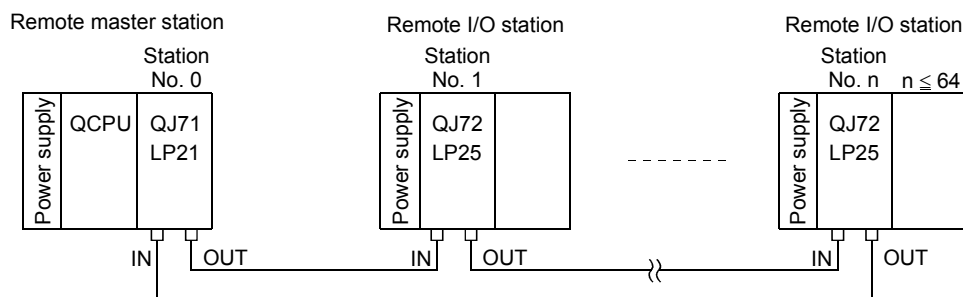 Remote master station
Station
No. 0
Power supply
QCPU
QJ71
LP21
IN
OUT
Remote I/O station
Station
No. 1
Power supply
QJ72
LP25
IN
OUT
Remote I/O station
Station
No. n n ≦ 64
Power supply
QJ72
LP25
IN
OUT